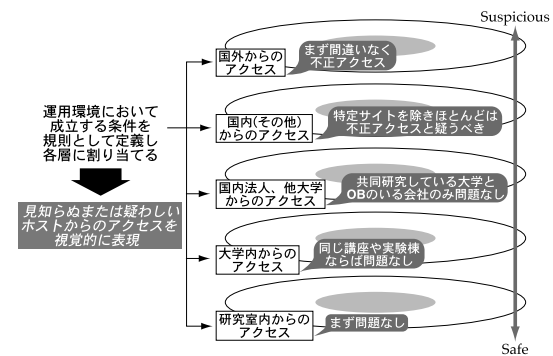 Suspicious
国外からの
アクセス
まず間違いなく
不正アクセス
運用環境において
成立する条件を
規則として定義し
各層に割り当てる
国内(その他)
からのアクセス
特定サイトを除きほとんどは
不正アクセスと疑うべき
見知らぬまたは疑わしい
ホストからのアクセスを
視覚的に表現
国内法人、他大学
からのアクセス
共同研究している大学と
OBのいる会社のみ問題なし
大学内からの
アクセス
同じ講座や実験棟
ならば問題なし
研究室内からの
アクセス
まず問題なし
Safe